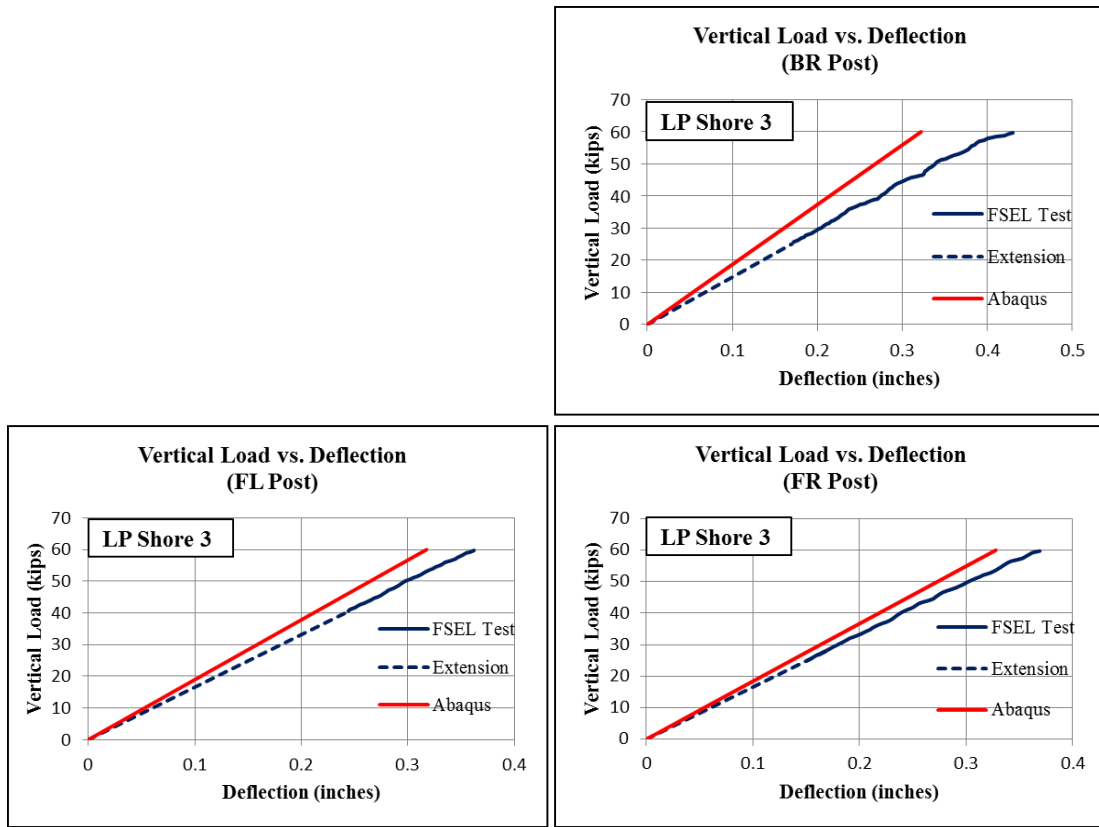 Vertical Load vs. Deflection
(BR Post)
LP Shore 3
Vertical Load (kips)
70
60
50
40
30
20
10
0
FSEL Test
Extension
Abaqus
0 0.1 0.2 0.3 0.4 0.5
Deflection (inches)
Vertical Load vs. Deflection
(FL Post)
LP Shore 3
Vertical Load (kips)
70
60
50
40
30
20
10
0
FSEL Test
Extension
Abaqus
0 0.1 0.2 0.3 0.4
Deflection (inches)
Vertical Load vs. Deflection
(FR Post)
LP Shore 3
Vertical Load (kips)
70
60
50
40
30
20
10
0
FSEL Test
Extension
Abaqus
0 0.1 0.2 0.3 0.4
Deflection (inches)